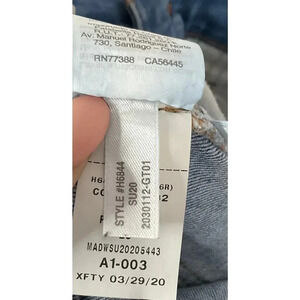 R.U.T.
Av. Manuel Rodriguez Norte
730, Santiago - Chile
RN77388 CA56445
STYLE #H6844
SU20
2030112-GT01
MADWSU20205443
A1-003
XFTY 03/29/20